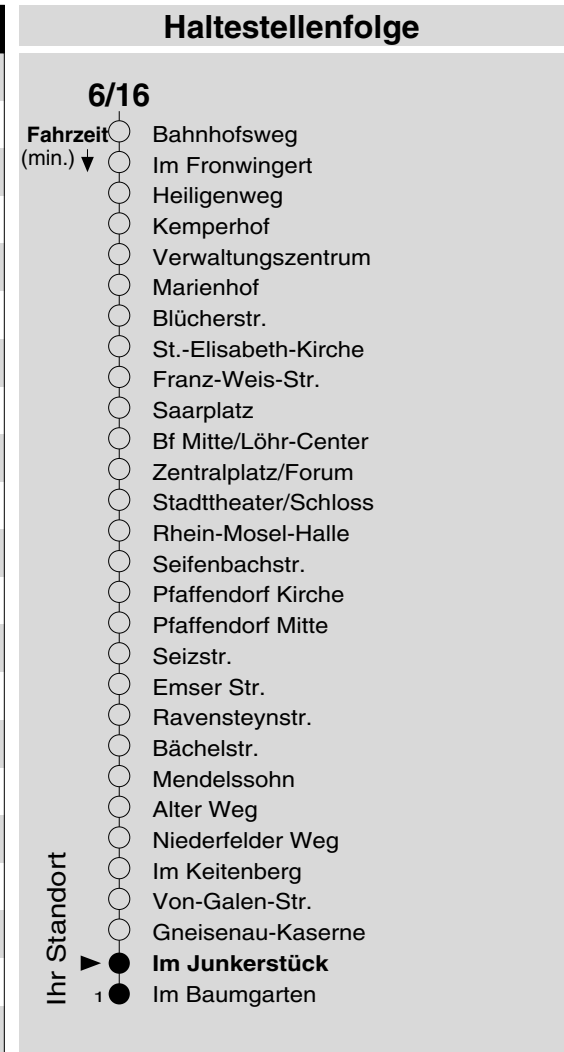 Haltestellenfolge
6/16
Fahrzeit
(min.)
Bahnhofsweg
Im Fronwingert
Heiligenweg
Kemperhof
Verwaltungszentrum
Marienhof
Blücherstr.
St.-Elisabeth-Kirche
Franz-Weis-Str.
Saarplatz
Bf Mitte/Löhr-Center
Zentralplatz/Forum
Stadttheater/Schloss
Rhein-Mosel-Halle
Seifenbachstr.
Pfaffendorf Kirche
Pfaffendorf Mitte
Seizstr.
Emser Str.
Ravensteynstr.
Bächelstr.
Mendelssohn
Alter Weg
Niederfelder Weg
Im Keitenberg
Von-Galen-Str.
Gneisenau-Kaserne
Ihr Standort
Im Junkerstück
1 Im Baumgarten